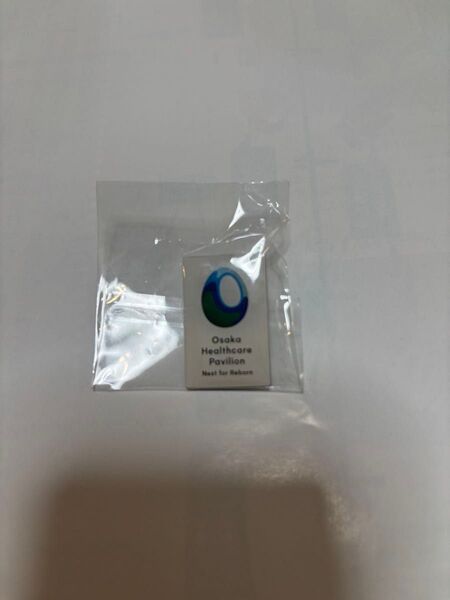 Osaka
Healthcare
Pavilion
Nest for Reborn